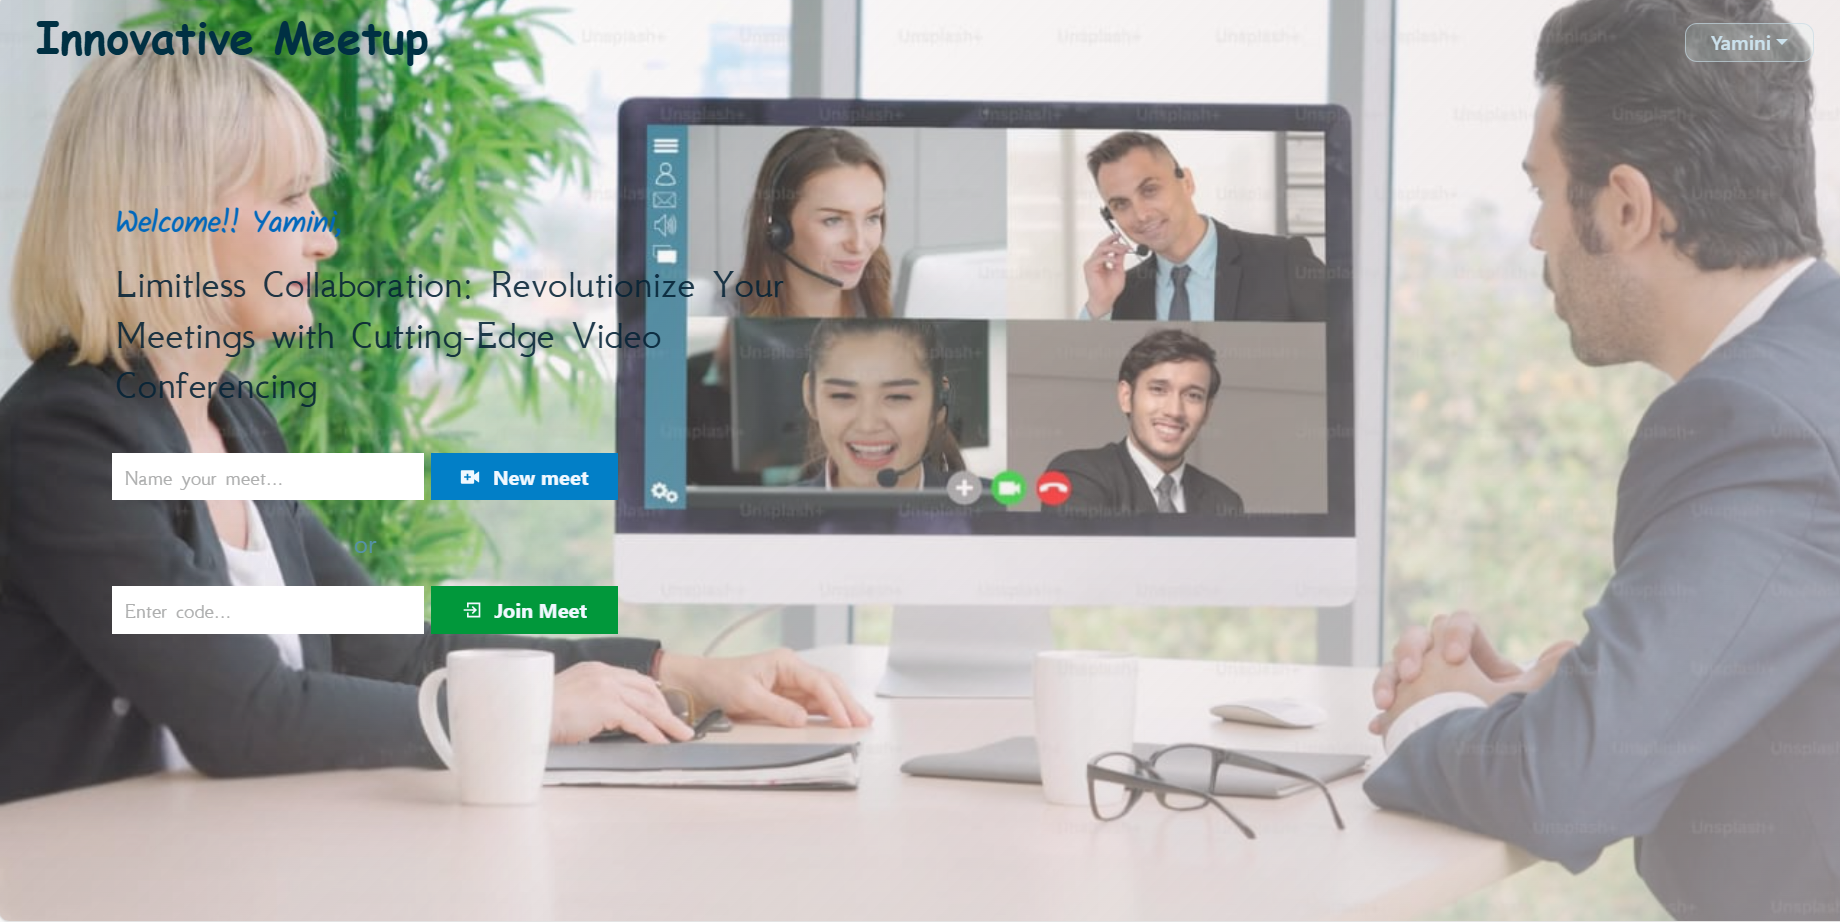 Innovative Meetup
Yamini
Welcome!! Yamini,
Limitless Collaboration: Revolutionize Your
Meetings with Cutting-Edge Video
Conferencing
Name your meet...
New meet
or
Enter code...
Join Meet
Unsplash+